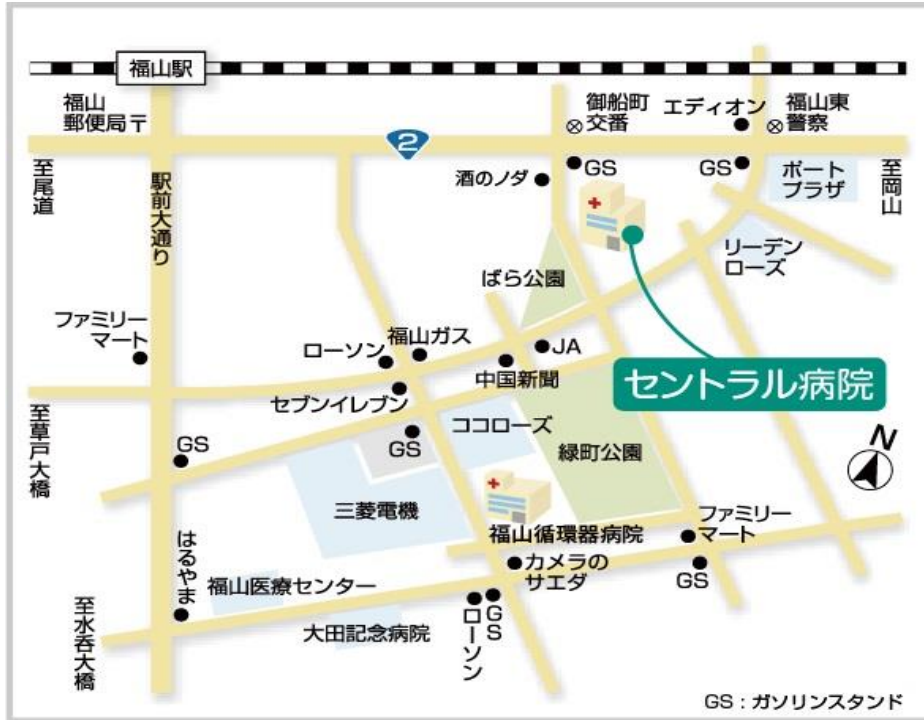 福山駅
福山
郵便局〒
2
御船町
交番
エディオン
福山東
警察
至尾道
駅前大通り
酒のノダ
GS
GS
ポート
プラザ
至岡山
リーデン
ローズ
ばら公園
ファミリー
マート
ローソン
福山ガス
JA
中国新聞
セントラル病院
セブンイレブン
ココローズ
至草戸大橋
GS
GS
緑町公園
N
三菱電機
福山循環器病院
ファミリー
マート
はるやま
カメラの
サエダ
福山医療センター
GS
至水呑大橋
大田記念病院
ローソン
GS
GS：ガソリンスタンド